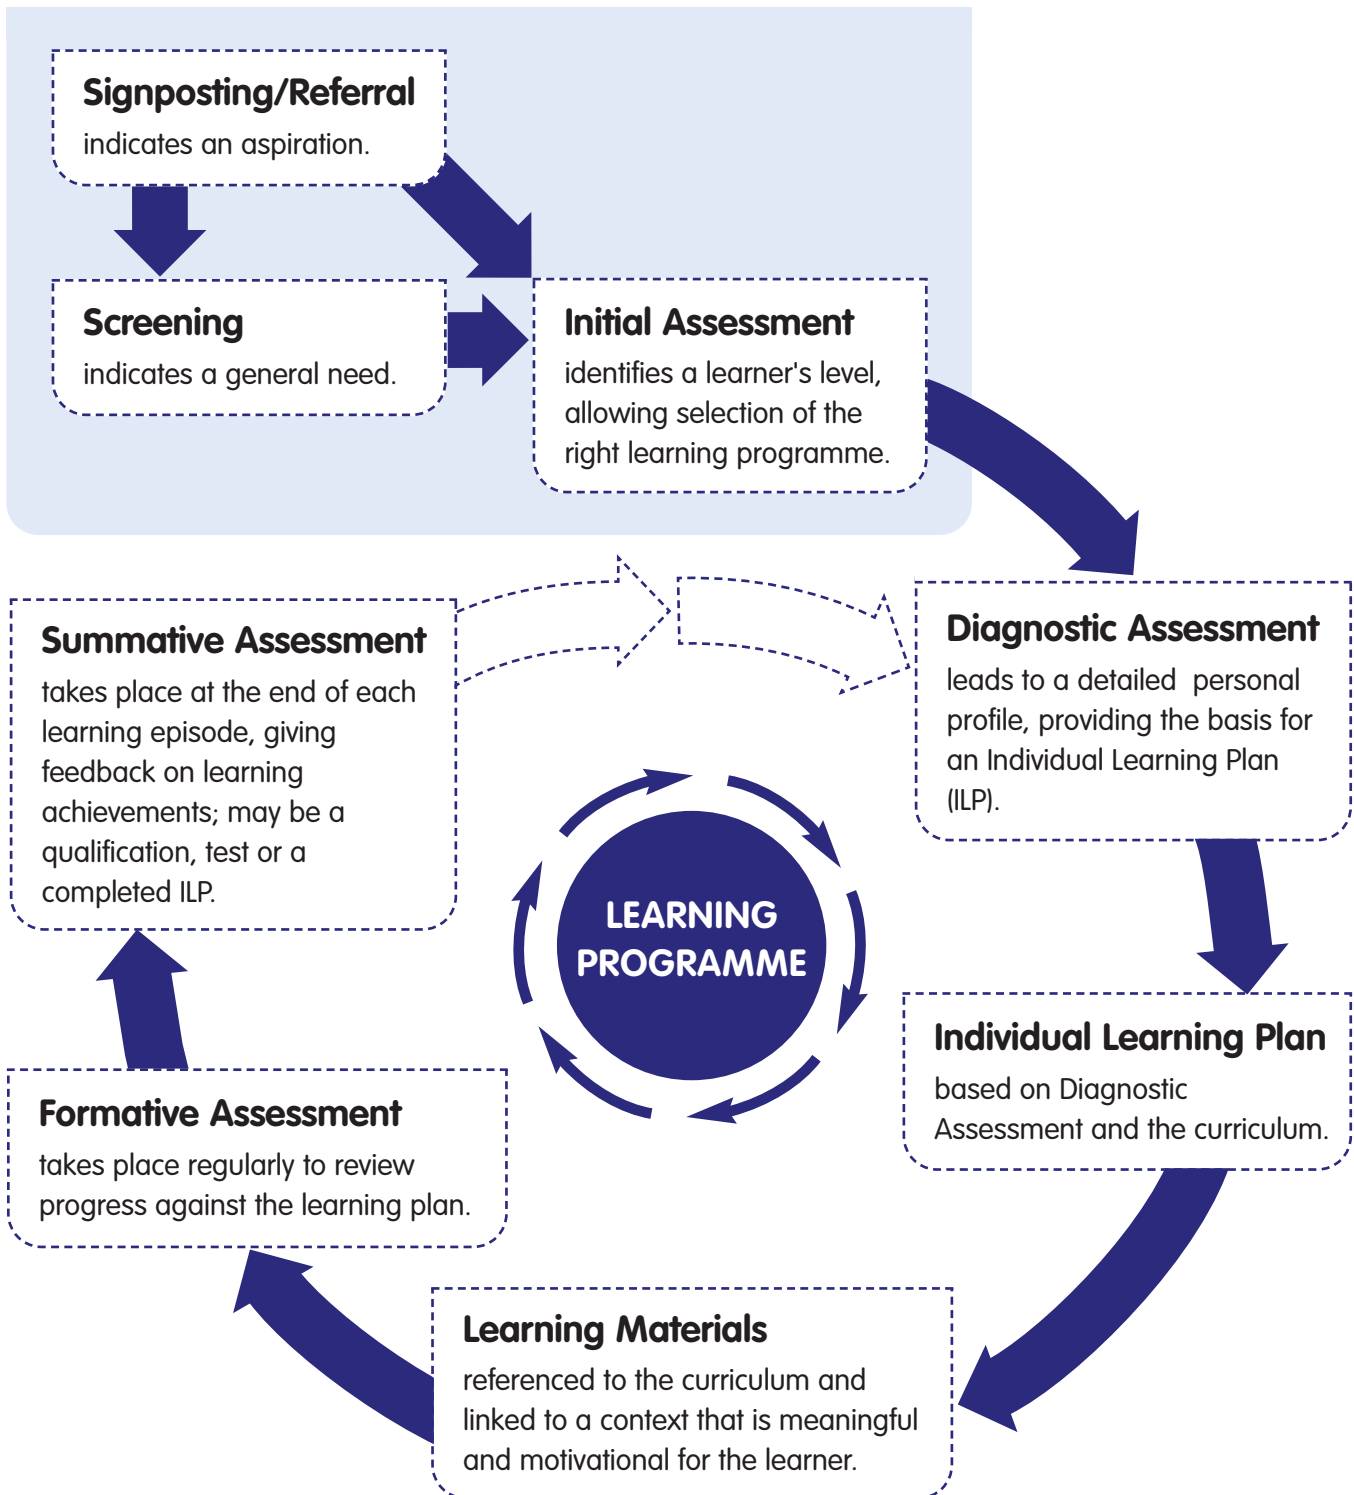 Signposting/Referral
indicates an aspiration.
Screening
indicates a general need.
Initial Assessment
identifies a learner's level,
allowing selection of the
right learning programme.
Diagnostic Assessment
leads to a detailed  personal
profile, providing the basis for
an Individual Learning Plan
(ILP).
Individual Learning Plan
based on Diagnostic
Assessment and the curriculum.
Learning Materials
referenced to the curriculum and
linked to a context that is meaningful
and motivational for the learner.
Formative Assessment
takes place regularly to review
progress against the learning plan.
Summative Assessment
takes place at the end of each
learning episode, giving
feedback on learning
achievements; may be a
qualification, test or a
completed ILP.
LEARNING
PROGRAMME